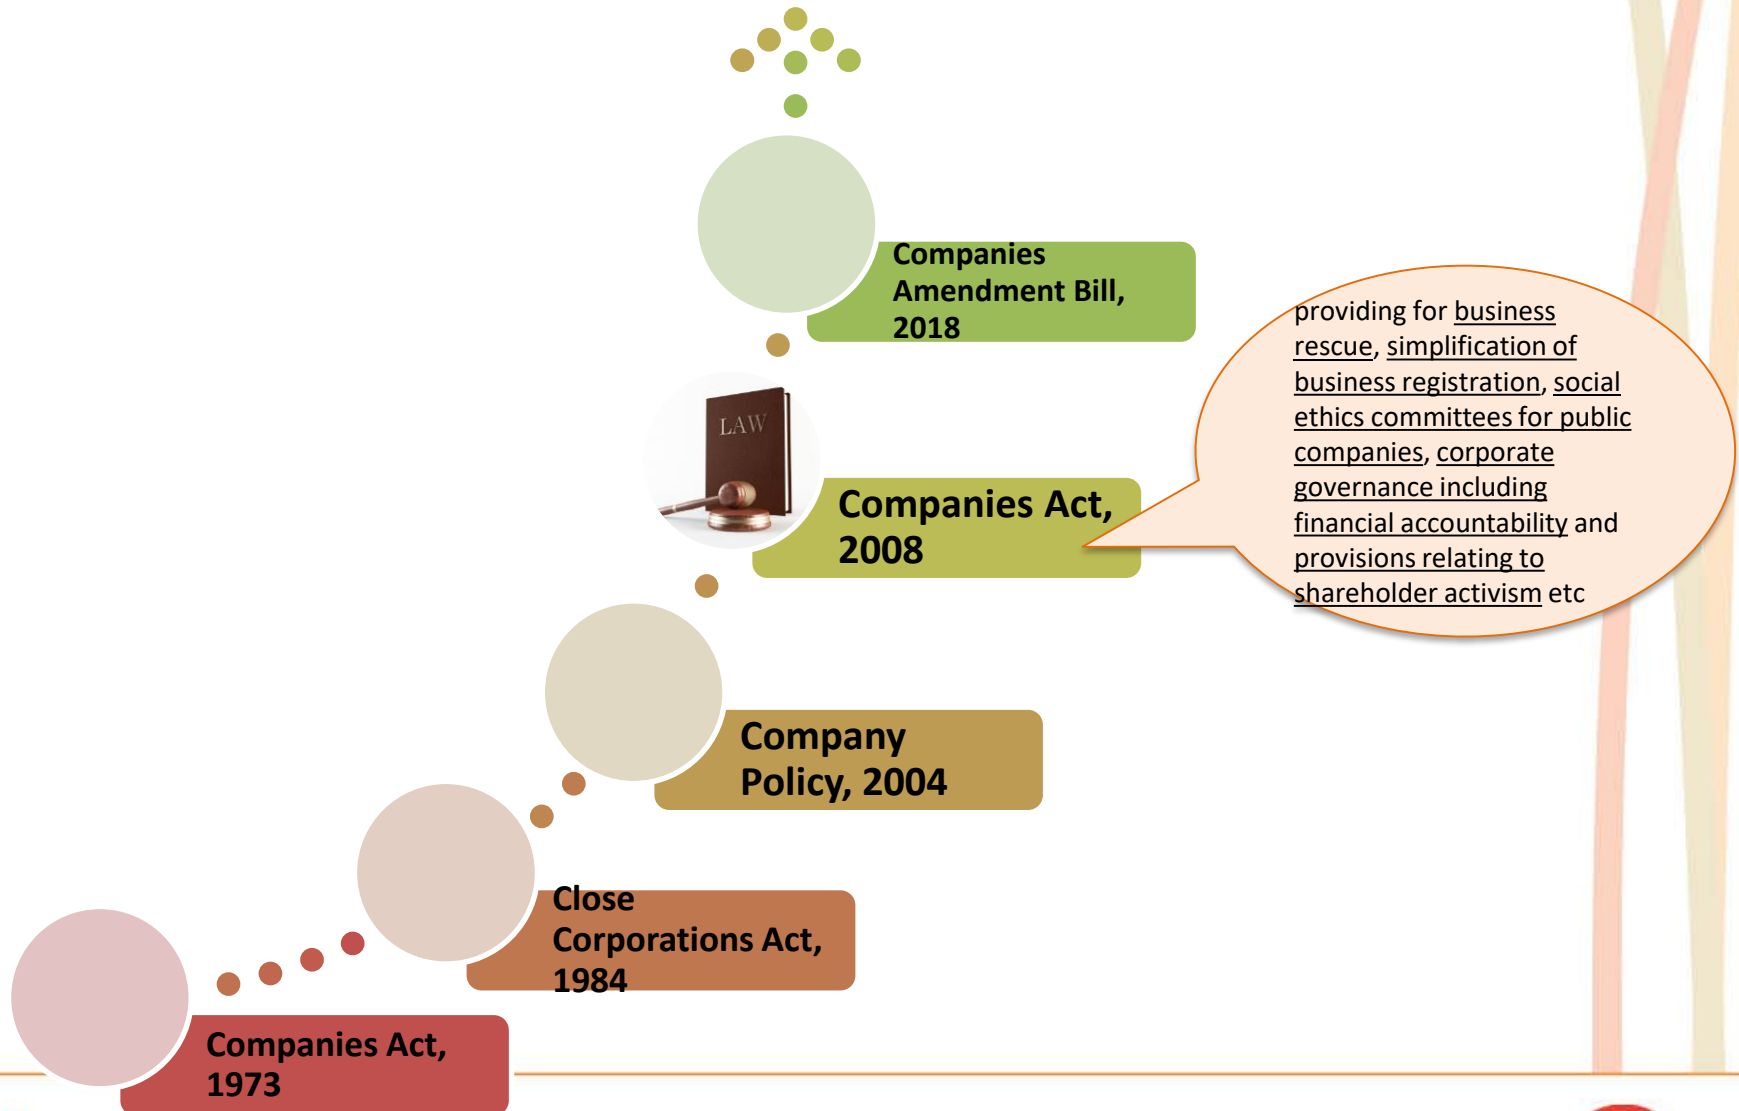 Companies
Amendment Bill,
2018
providing for business
rescue, simplification of
business registration, social
ethics committees for public
companies, corporate
governance including
financial accountability and
provisions relating to
shareholder activism etc
LAW
Companies Act,
2008
Company
Policy, 2004
Close
Corporations Act,
1984
Companies Act,
1973